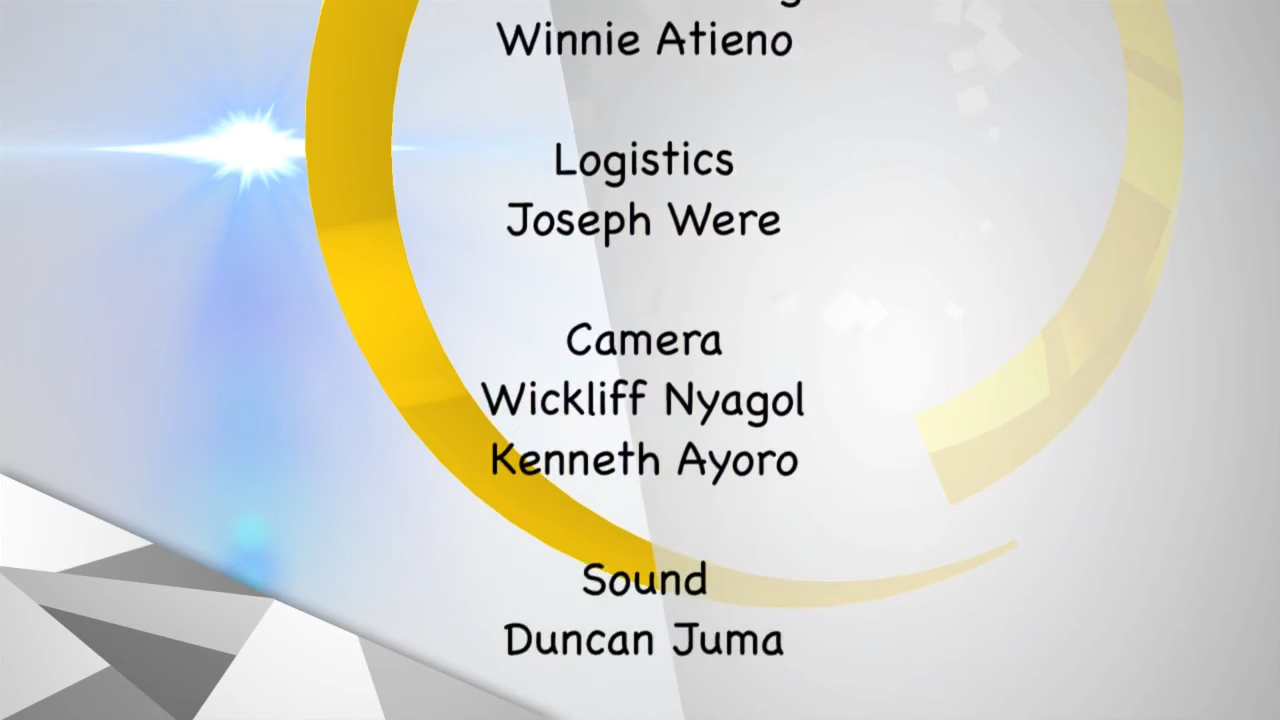 Winnie Atieno
Logistics
Joseph Were
Camera
Wickliff Nyagol
Kenneth Ayoro
Sound
Duncan Juma